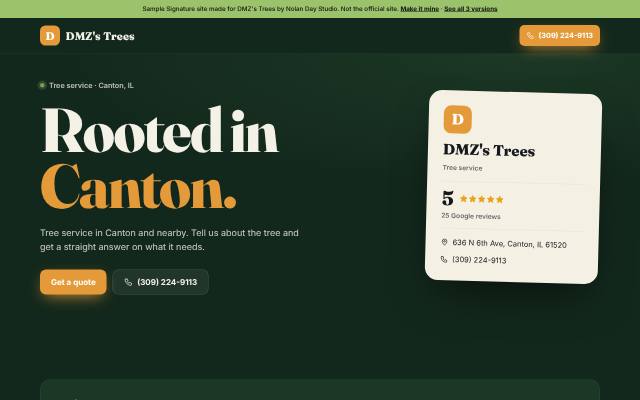 Sample Signature site made for DMZ's Trees by Nolan Day Studio. Not the official site. Make it mine · See all 3 versions
D DMZ's Trees
(309) 224-9113
Tree service · Canton, IL
Rooted in
Canton.
Tree service in Canton and nearby. Tell us about the tree and
get a straight answer on what it needs.
Get a quote
(309) 224-9113
D
DMZ's Trees
Tree service
5 ★★★★★
25 Google reviews
636 N 6th Ave, Canton, IL 61520
(309) 224-9113